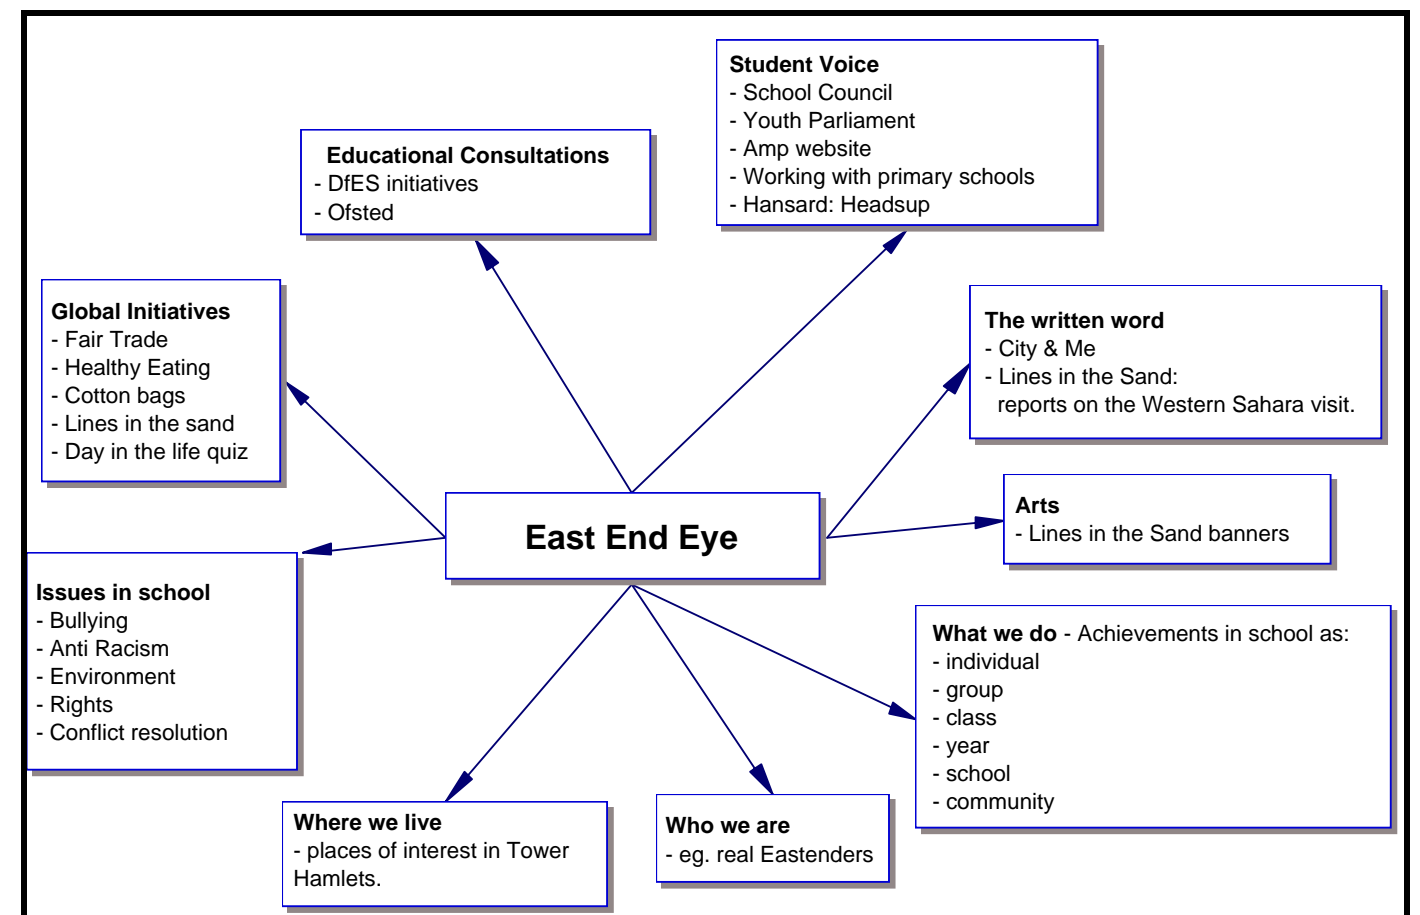 Student Voice
- School Council
- Youth Parliament
- Amp website
- Working with primary schools
- Hansard: Headsup
Educational Consultations
- DfES initiatives
- Ofsted
Global Initiatives
- Fair Trade
- Healthy Eating
- Cotton bags
- Lines in the sand
- Day in the life quiz
The written word
- City & Me
- Lines in the Sand:
reports on the Western Sahara visit.
East End Eye
Arts
- Lines in the Sand banners
Issues in school
- Bullying
- Anti Racism
- Environment
- Rights
- Conflict resolution
What we do - Achievements in school as:
- individual
- group
- class
- year
- school
- community
Where we live
- places of interest in Tower
Hamlets.
Who we are
- eg. real Eastenders